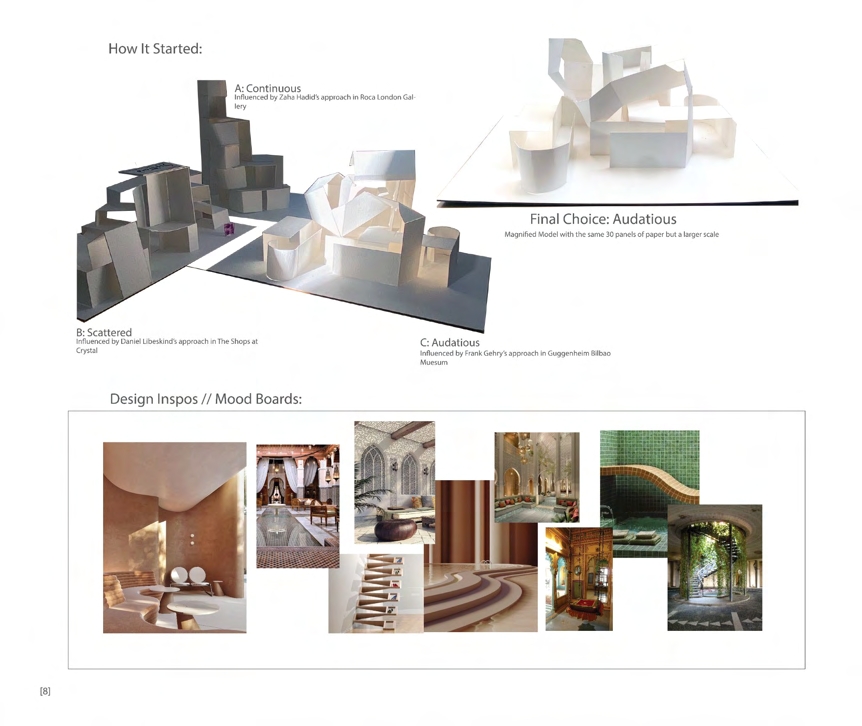 How It Started:
A: Continuous
Influenced by Zaha Hadid's approach in Roca London Gal-
lery
Final Choice: Audatious
Magnified Model with the same 30 panels of paper but a larger scale
B: Scattered
Influenced by Daniel Libeskind's approach in The Shops at
Crystal
C: Audatious
Influenced by Frank Gehry's approach in Guggenheim Bilbao
Muesum
Design Inspos // Mood Boards:
[8]